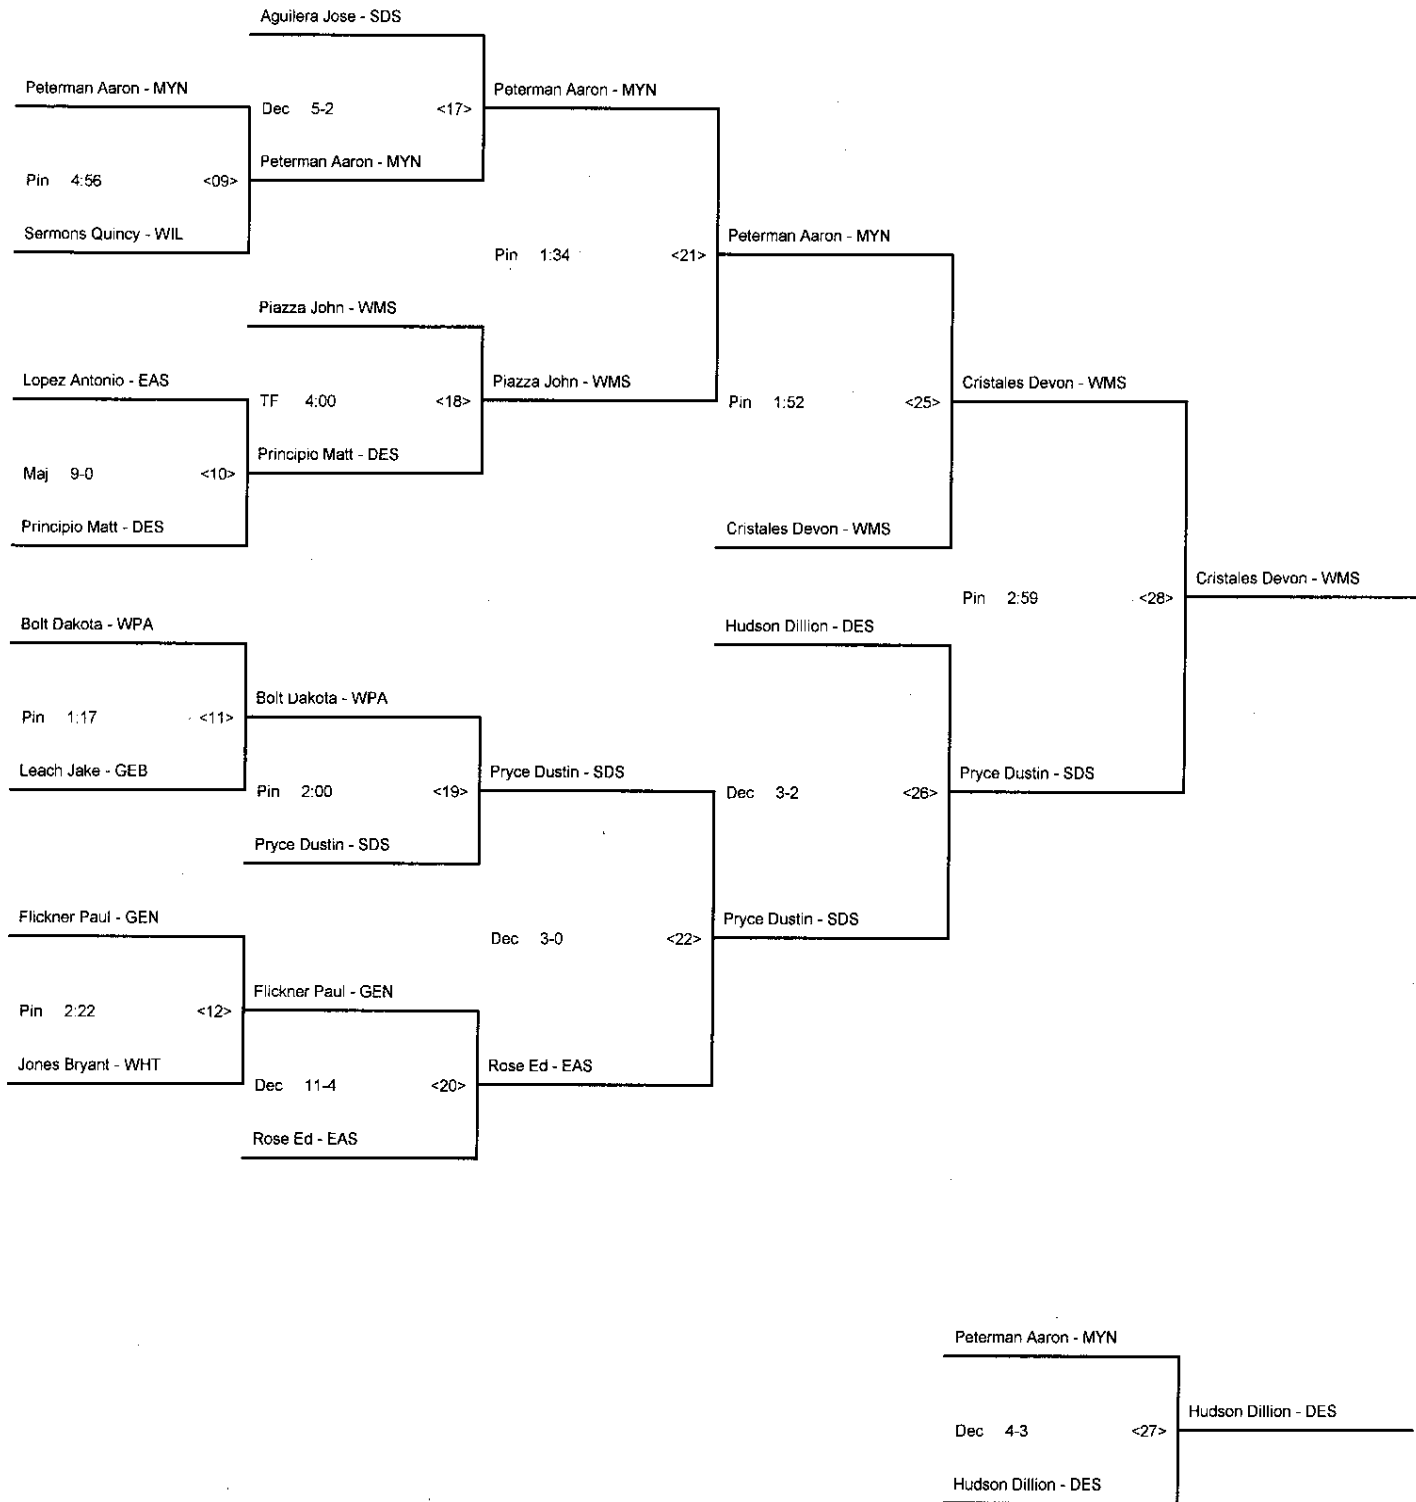 Aguilera Jose - SDS
Peterman Aaron - MYN
Dec 5-2 <17>
Peterman Aaron - MYN
Peterman Aaron - MYN
Pin 4:56 <09>
Sermons Quincy - WIL
Pin 1:34 <21>
Peterman Aaron - MYN
Piazza John - WMS
Lopez Antonio - EAS
TF 4:00 <18>
Piazza John - WMS
Pin 1:52 <25>
Cristales Devon - WMS
Principio Matt - DES
Maj 9-0 <10>
Principio Matt - DES
Cristales Devon - WMS
Pin 2:59 <28>
Cristales Devon - WMS
Bolt Dakota - WPA
Hudson Dillion - DES
Pin 1:17 <11>
Bolt Dakota - WPA
Leach Jake - GEB
Pin 2:00 <19>
Pryce Dustin - SDS
Dec 3-2 <26>
Pryce Dustin - SDS
Pryce Dustin - SDS
Flickner Paul - GEN
Dec 3-0 <22>
Pryce Dustin - SDS
Pin 2:22 <12>
Flickner Paul - GEN
Jones Bryant - WHT
Dec 11-4 <20>
Rose Ed - EAS
Rose Ed - EAS
Peterman Aaron - MYN
Dec 4-3 <27>
Hudson Dillion - DES
Hudson Dillion - DES